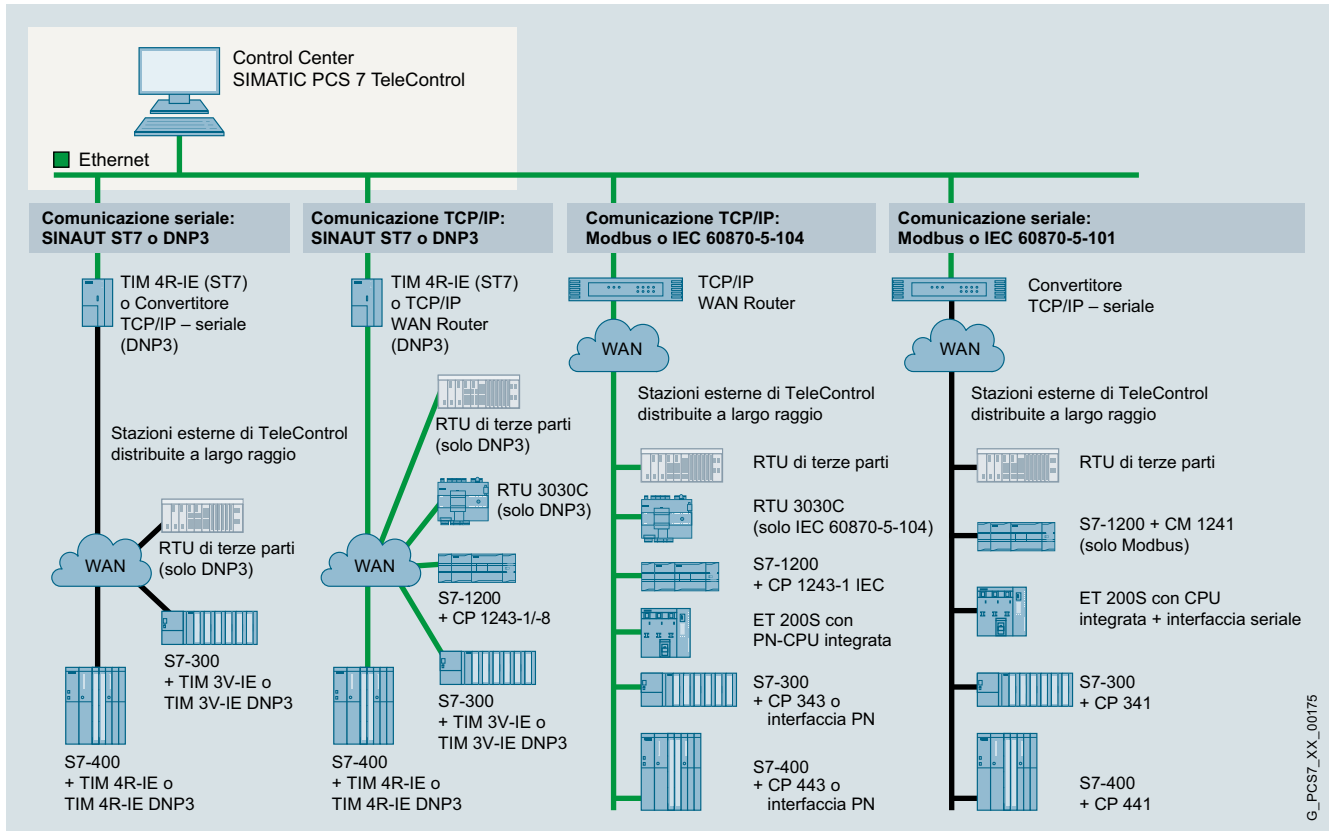 Control Center
SIMATIC PCS 7 TeleControl
Ethernet
Comunicazione seriale:
SINAUT ST7 o DNP3
TIM 4R-IE (ST7)
o Convertitore
TCP/IP – seriale
(DNP3)
Stazioni esterne di TeleControl
distribuite a largo raggio
RTU di terze parti
(solo DNP3)
WAN
S7-300
+ TIM 3V-IE o
TIM 3V-IE DNP3
S7-400
+ TIM 4R-IE o
TIM 4R-IE DNP3
Comunicazione TCP/IP:
SINAUT ST7 o DNP3
TIM 4R-IE (ST7)
o TCP/IP
WAN Router
(DNP3)
RTU di terze parti
(solo DNP3)
RTU 3030C
(solo DNP3)
WAN
S7-1200
+ CP 1243-1/-8
S7-300
+ TIM 3V-IE o
TIM 3V-IE DNP3
S7-400
+ TIM 4R-IE o
TIM 4R-IE DNP3
Comunicazione TCP/IP:
Modbus o IEC 60870-5-104
TCP/IP
WAN Router
WAN
Stazioni esterne di TeleControl
distribuite a largo raggio
RTU di terze parti
RTU 3030C
(solo IEC 60870-5-104)
S7-1200
+ CP 1243-1 IEC
ET 200S con
PN-CPU integrata
S7-300
+ CP 343 o
interfaccia PN
S7-400
+ CP 443 o
interfaccia PN
Comunicazione seriale:
Modbus o IEC 60870-5-101
Convertitore
TCP/IP – seriale
WAN
Stazioni esterne di TeleControl
distribuite a largo raggio
RTU di terze parti
S7-1200 + CM 1241
(solo Modbus)
ET 200S con CPU
integrata + interfaccia seriale
S7-300
+ CP 341
S7-400
+ CP 441
G_PCS7_XX_00175